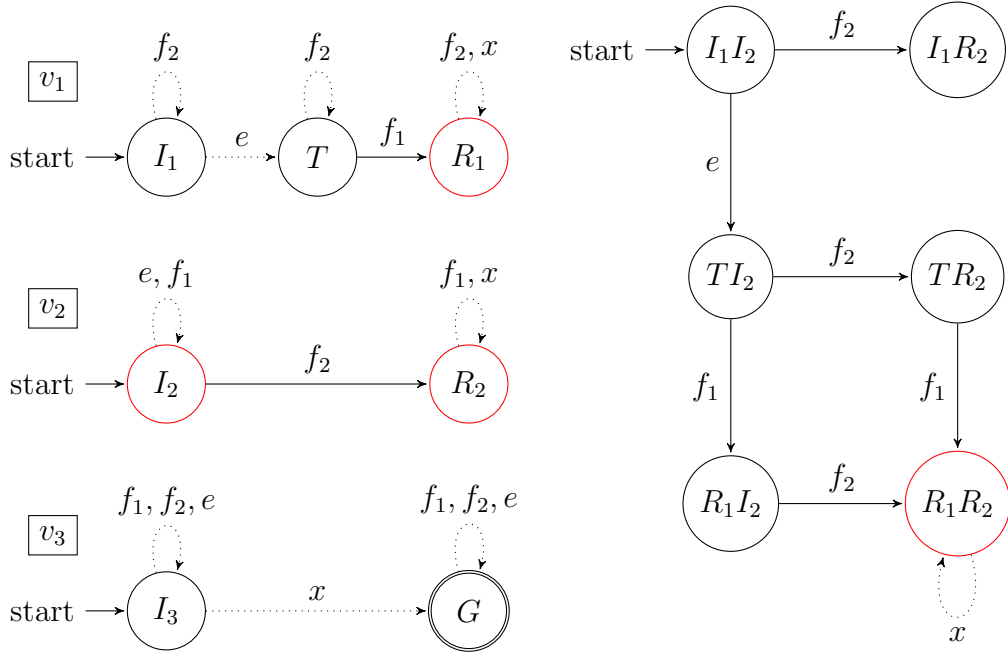 f₂ f₂ f₂, x
v₁
start I₁ e T f₁ R₁
e, f₁ f₁, x
v₂
start I₂ f₂ R₂
f₁, f₂, e f₁, f₂, e
v₃
start I₃ x G
start I₁I₂ f₂ I₁R₂
e
TI₂ f₂ TR₂
f₁ f₁
R₁I₂ f₂ R₁R₂
x